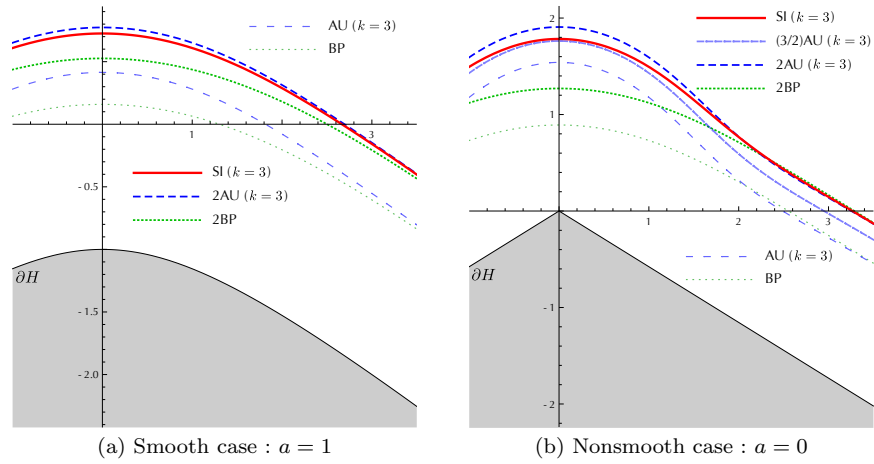 AU (k = 3)
BP
1
3
SI (k = 3)
2AU (k = 3)
2BP
- 0.5
- 1.5
- 2.0
∂H
(a) Smooth case : a = 1
SI (k = 3)
(3/2)AU (k = 3)
2AU (k = 3)
2BP
2
1
1
2
3
AU (k = 3)
BP
- 1
- 2
∂H
(b) Nonsmooth case : a = 0